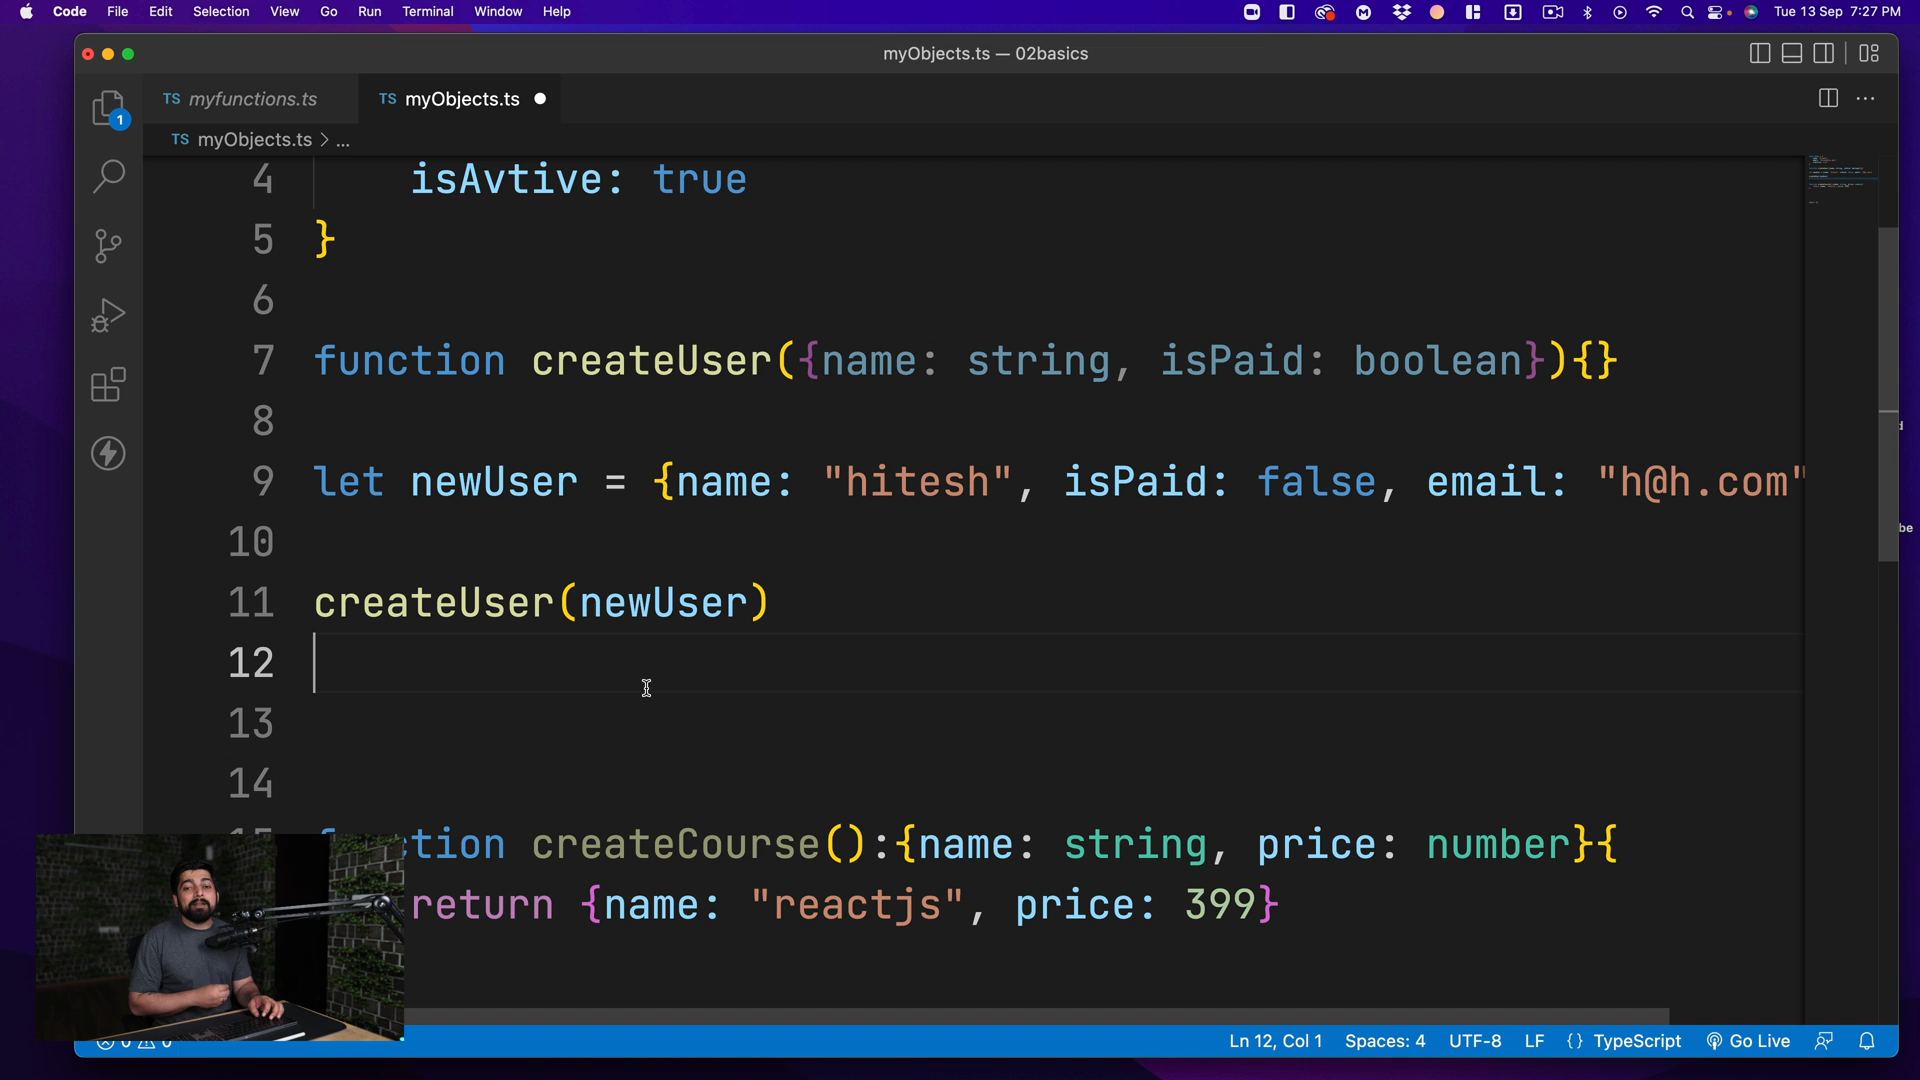 Code File Edit Selection View Go Run Terminal Window Help Tue 13 Sep 7:27 PM
myObjects.ts — 02basics
TS myfunctions.ts TS myObjects.ts
1
TS myObjects.ts > ...
4 isAvtive: true
5 }
6
7 function createUser({name: string, isPaid: boolean}){}
8
9 let newUser = {name: "hitesh", isPaid: false, email: "h@h.com"
10
11 createUser(newUser)
12
13
14
ction createCourse():{name: string, price: number}{
return {name: "reactjs", price: 399}
Ln 12, Col 1 Spaces: 4 UTF-8 LF {} TypeScript Go Live